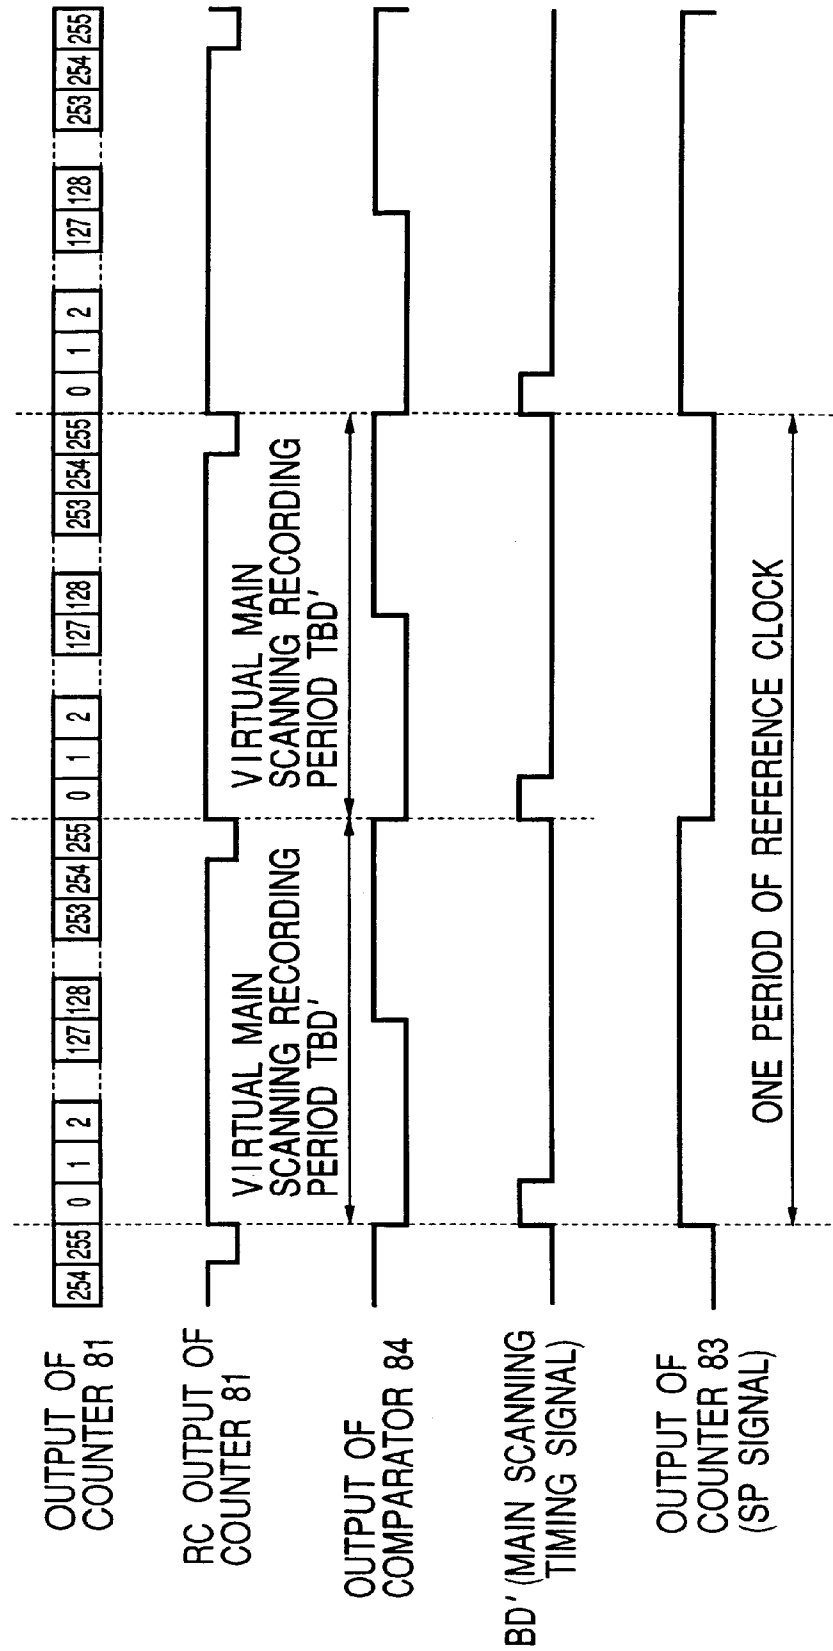 OUTPUT OF
COUNTER 81
254 255 0 1 2 127 128 253 254 255 0 1 2 127 128 253 254 255 0 1 2 127 128 253 254 255
RC OUTPUT OF
COUNTER 81
VIRTUAL MAIN
SCANNING RECORDING
PERIOD TBD'
VIRTUAL MAIN
SCANNING RECORDING
PERIOD TBD'
OUTPUT OF
COMPARATOR 84
BD' (MAIN SCANNING
TIMING SIGNAL)
OUTPUT OF
COUNTER 83
(SP SIGNAL)
ONE PERIOD OF REFERENCE CLOCK